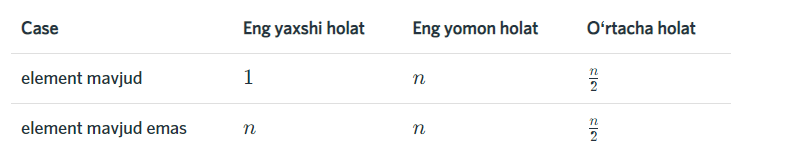 Case Eng yaxshi holat Eng yomon holat O‘rtacha holat
element mavjud 1 n n/2
element mavjud emas n n n/2